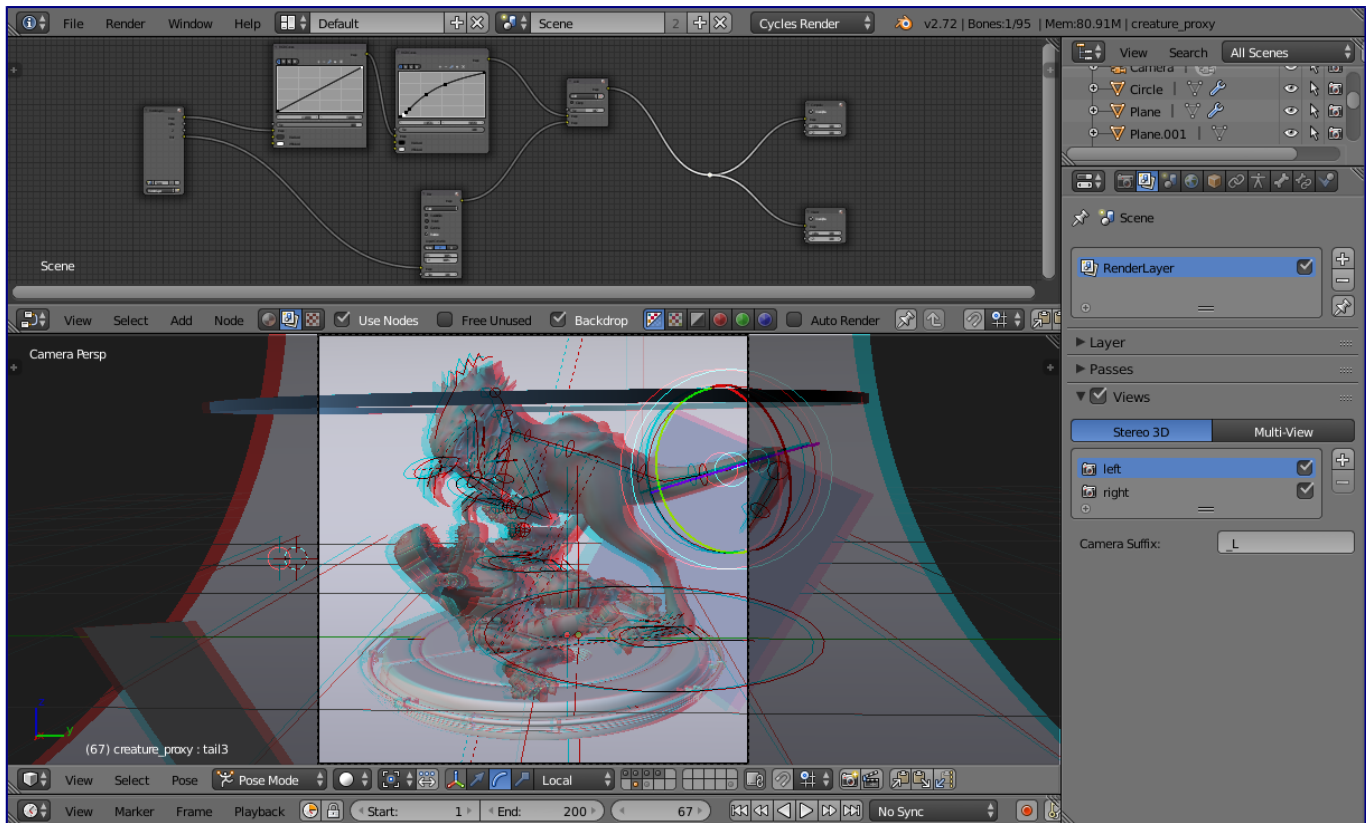 File Render Window Help Default Scene 2 Cycles Render v2.72 | Bones:1/95 | Mem:80.91M | creature_proxy
View Search All Scenes
Camera
Circle
Plane
Plane.001
Scene
RenderLayer
Layer
Passes
Views
Stereo 3D Multi-View
left
right
Camera Suffix: _L
Scene
View Select Add Node Use Nodes Free Unused Backdrop Auto Render
Camera Persp
z
y
(67) creature_proxy : tail3
View Select Pose Pose Mode Local
View Marker Frame Playback Start: 1 End: 200 67 No Sync